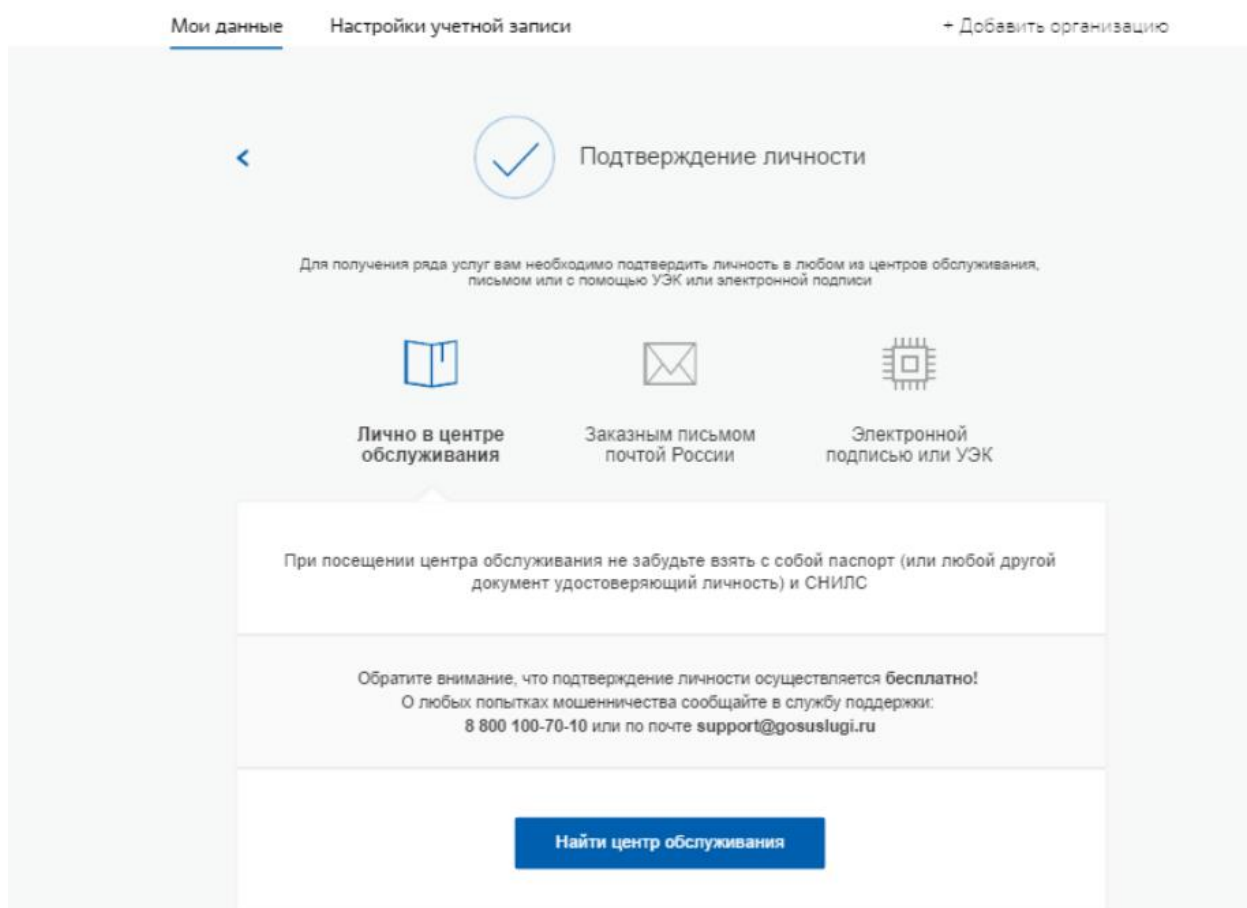 Мои данные
Настройки учетной записи
+ Добавить организацию
Подтверждение личности
Для получения ряда услуг вам необходимо подтвердить личность в любом из центров обслуживания,
письмом или с помощью УЭК или электронной подписи
Лично в центре
обслуживания
Заказным письмом
почтой России
Электронной
подписью или УЭК
При посещении центра обслуживания не забудьте взять с собой паспорт (или любой другой
документ удостоверяющий личность) и СНИЛС
Обратите внимание, что подтверждение личности осуществляется бесплатно!
О любых попытках мошенничества сообщайте в службу поддержки:
8 800 100-70-10 или по почте support@gosuslugi.ru
Найти центр обслуживания